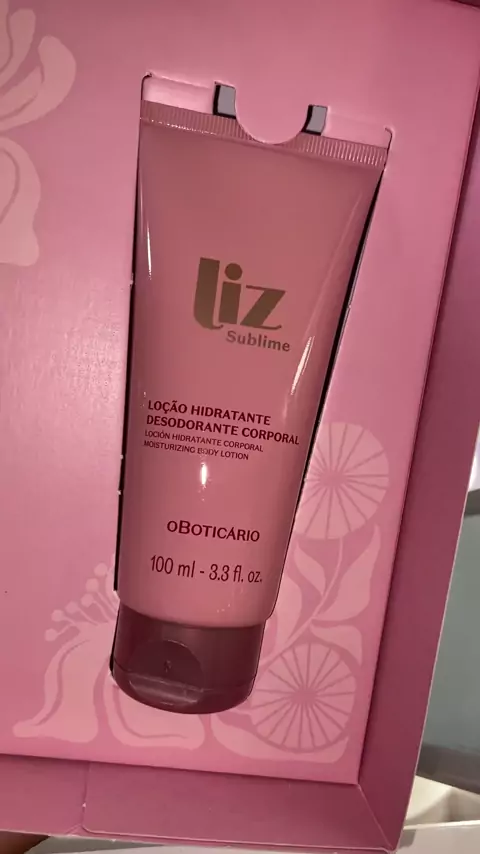 liz
Sublime
LOÇÃO HIDRATANTE
DESODORANTE CORPORAL
LOCIÓN HIDRATANTE CORPORAL
MOISTURIZING BODY LOTION
oBOTICÁRIO
100 ml - 3.3 fl. oz.